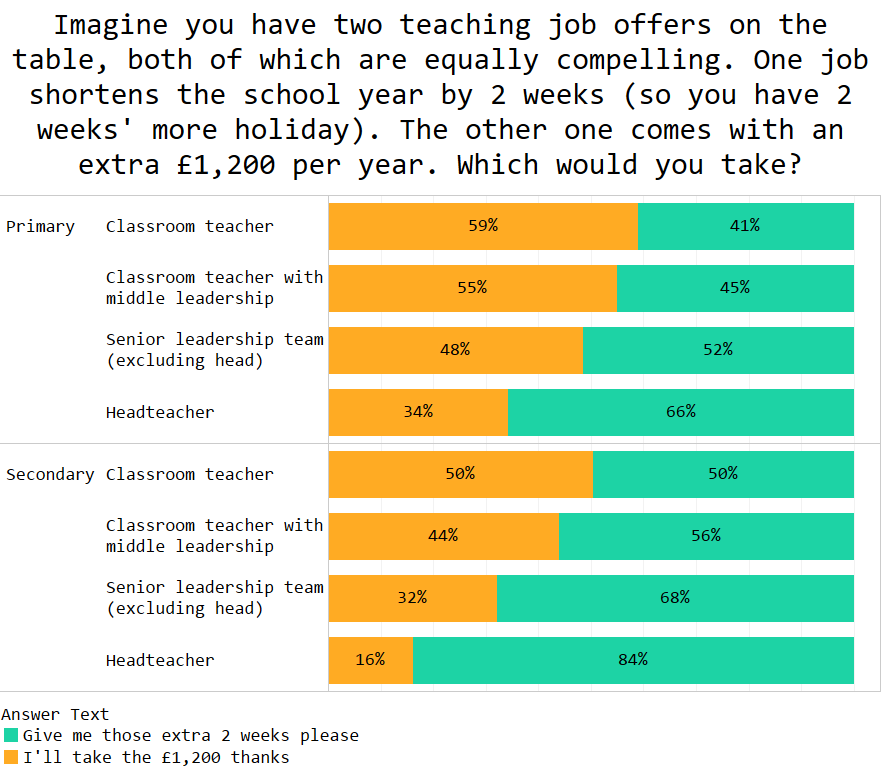 Imagine you have two teaching job offers on the
table, both of which are equally compelling. One job
shortens the school year by 2 weeks (so you have 2
weeks' more holiday). The other one comes with an
extra £1,200 per year. Which would you take?
Primary Classroom teacher 59% 41%
Classroom teacher with
middle leadership 55% 45%
Senior leadership team
(excluding head) 48% 52%
Headteacher 34% 66%
Secondary Classroom teacher 50% 50%
Classroom teacher with
middle leadership 44% 56%
Senior leadership team
(excluding head) 32% 68%
Headteacher 16% 84%
Answer Text
Give me those extra 2 weeks please
I'll take the £1,200 thanks